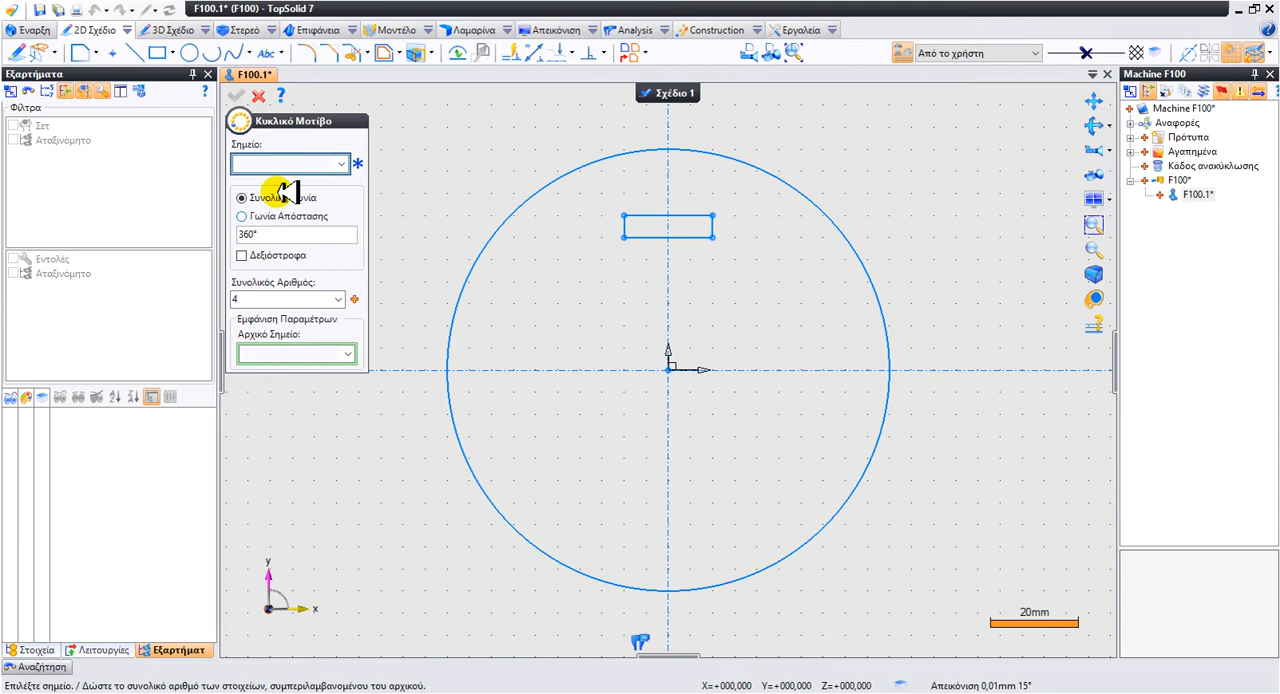 F100.1* (F100) - TopSolid 7
Έναρξη
2D Σχέδιο
3D Σχέδιο
Στερεό
Επιφάνεια
Μοντέλο
Λαμαρίνα
Απεικόνιση
Analysis
Construction
Εργαλεία
Abc
Από το χρήστη
Εξαρτήματα
F100.1*
Machine F100
Φίλτρα
Σετ
Αταξινόμητο
Εντολές
Αταξινόμητο
Σχέδιο 1
Κυκλικό Μοτίβο
Σημείο:
Γωνία Απόστασης
360°
Δεξιόστροφα
Συνολικός Αριθμός:
4
Εμφάνιση Παραμέτρων
Αρχικό Σημείο:
Machine F100*
Αναφορές
Πρότυπα
Αγαπημένα
Κάδος ανακύκλωσης
F100*
F100.1*
y
x
20mm
Στοιχεία
Λειτουργίες
Εξαρτήματ
Αναζήτηση
Επιλέξτε σημείο. / Δώστε το συνολικό αριθμό των στοιχείων, συμπεριλαμβανομένου του αρχικού.
X=+000,000 Y=+000,000 Z=+000,000
Απεικόνιση 0,01mm 15°